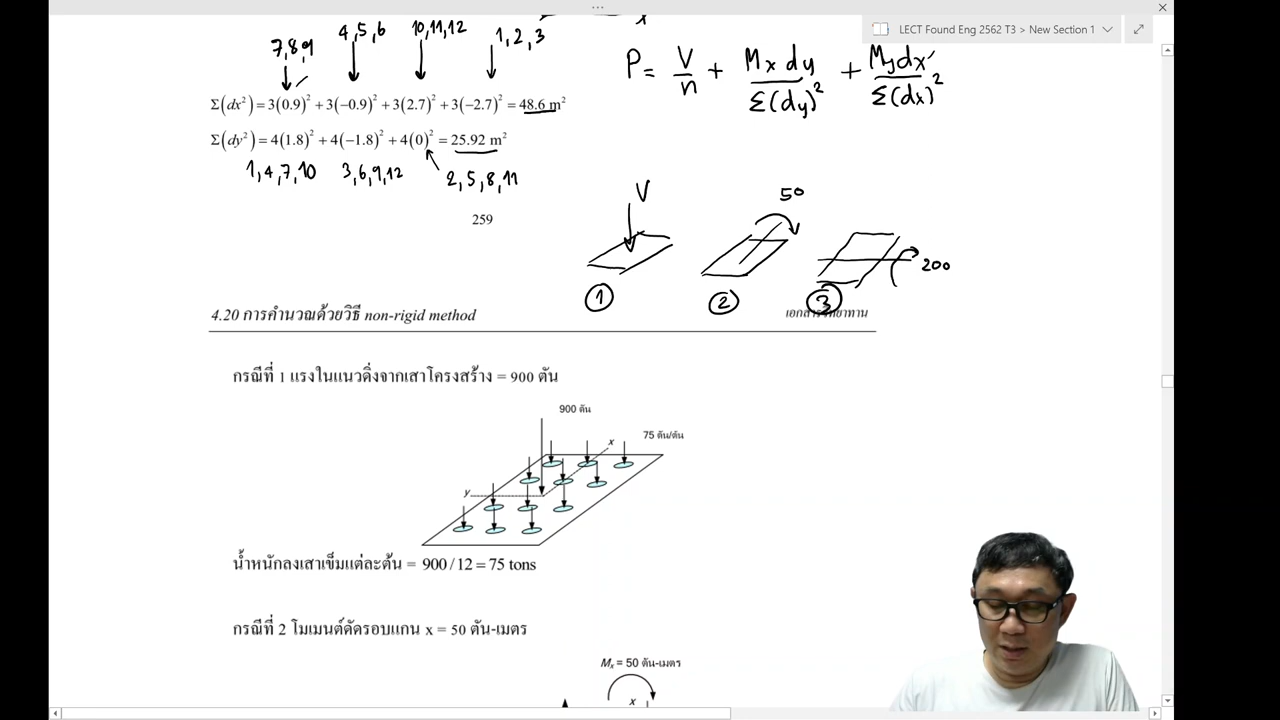 LECT Found Eng 2562 T3 > New Section 1
7,8,9
4,5,6
10,11,12
1,2,3
P = V/n + Mx dy/Σ(dy)² + My dx/Σ(dx)²
Σ(dx²) = 3(0.9)² + 3(−0.9)² + 3(2.7)² + 3(−2.7)² = 48.6 m²
Σ(dy²) = 4(1.8)² + 4(−1.8)² + 4(0)² = 25.92 m²
1,4,7,10
3,6,9,12
2,5,8,11
259
V
50
200
1
2
3
4.20 การคำนวณด้วยวิธี non-rigid method
กรณีที่ 1 แรงในแนวดิ่งจากเสาโครงสร้าง = 900 ตัน
900 ตัน
75 ตัน/ต้น
x
y
น้ำหนักลงเสาเข็มแต่ละต้น = 900 / 12 = 75 tons
กรณีที่ 2 โมเมนต์ดัดรอบแกน x = 50 ตัน-เมตร
Mx = 50 ตัน-เมตร
x